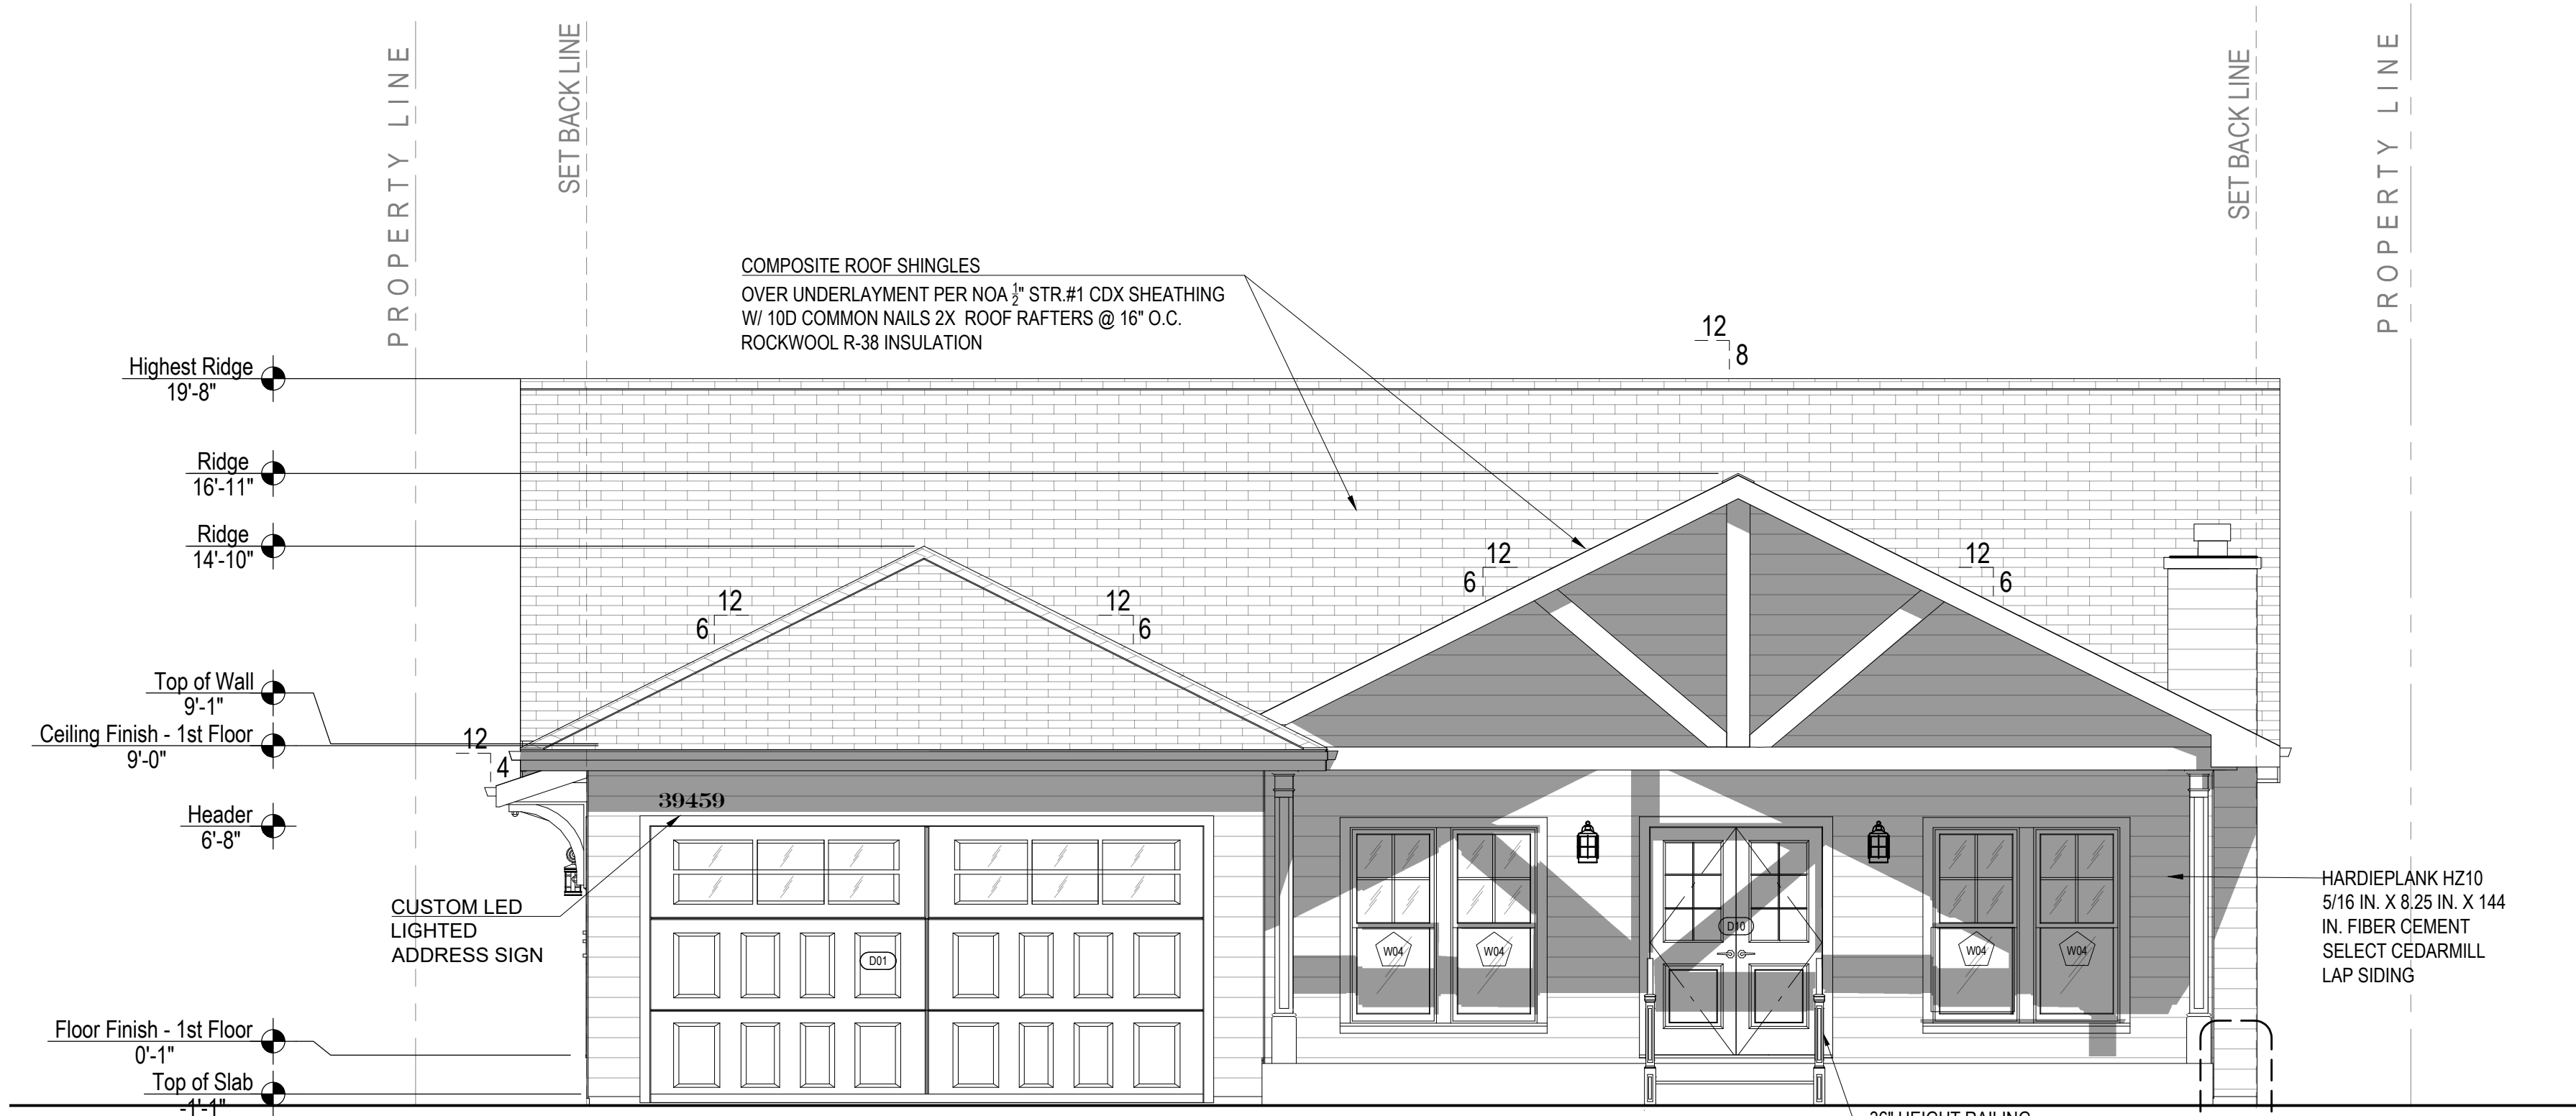 PROPERTY LINE
SET BACK LINE
SET BACK LINE
PROPERTY LINE
COMPOSITE ROOF SHINGLES
OVER UNDERLAYMENT PER NOA ½" STR.#1 CDX SHEATHING
W/ 10D COMMON NAILS 2X ROOF RAFTERS @ 16" O.C.
ROCKWOOL R-38 INSULATION
12
8
Highest Ridge
19'-8"
Ridge
16'-11"
Ridge
14'-10"
12
6
12
6
12
6
12
6
Top of Wall
9'-1"
Ceiling Finish - 1st Floor
9'-0"
12
4
Header
6'-8"
39459
CUSTOM LED
LIGHTED
ADDRESS SIGN
D01
W04
W04
D10
W04
W04
HARDIEPLANK HZ10
5/16 IN. X 8.25 IN. X 144
IN. FIBER CEMENT
SELECT CEDARMILL
LAP SIDING
Floor Finish - 1st Floor
0'-1"
Top of Slab
-1'-1"
36" HEIGHT RAILING